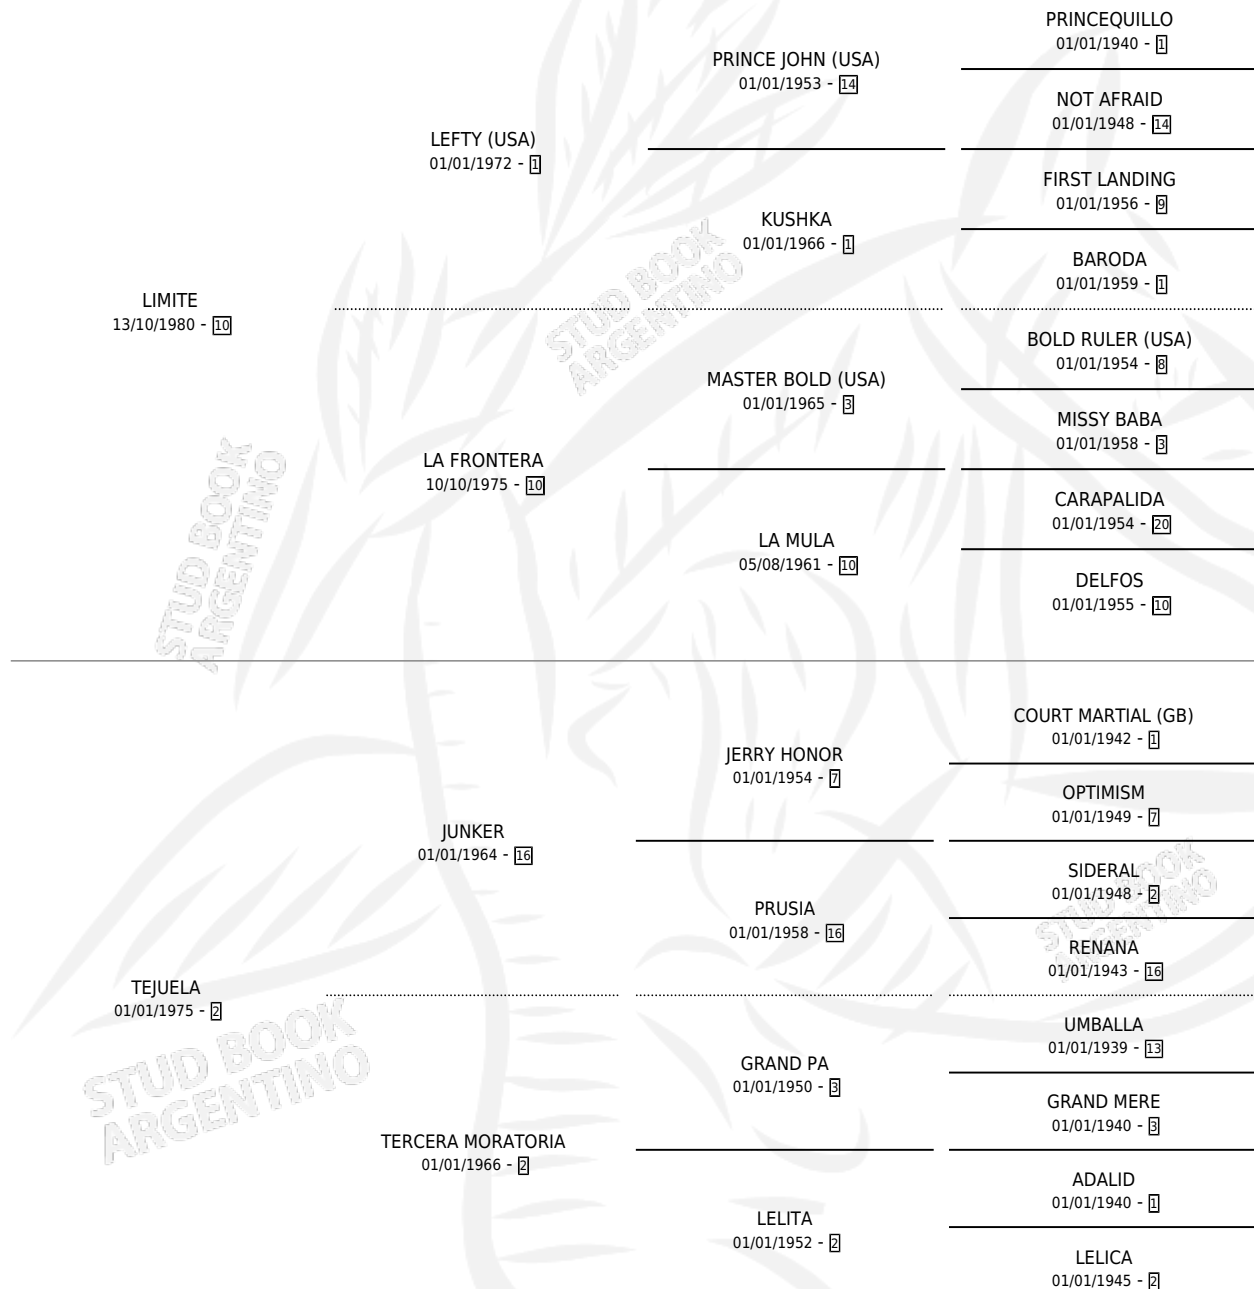 PRINCEQUILLO
01/01/1940 - 1
PRINCE JOHN (USA)
01/01/1953 - 14
NOT AFRAID
01/01/1948 - 14
LEFTY (USA)
01/01/1972 - 1
FIRST LANDING
01/01/1956 - 9
KUSHKA
01/01/1966 - 1
BARODA
01/01/1959 - 1
LIMITE
13/10/1980 - 10
BOLD RULER (USA)
01/01/1954 - 8
MASTER BOLD (USA)
01/01/1965 - 3
MISSY BABA
01/01/1958 - 3
LA FRONTERA
10/10/1975 - 10
CARAPALIDA
01/01/1954 - 20
LA MULA
05/08/1961 - 10
DELFOS
01/01/1955 - 10
COURT MARTIAL (GB)
01/01/1942 - 1
JERRY HONOR
01/01/1954 - 7
OPTIMISM
01/01/1949 - 7
JUNKER
01/01/1964 - 16
SIDERAL
01/01/1948 - 2
PRUSIA
01/01/1958 - 16
RENANA
01/01/1943 - 16
TEJUELA
01/01/1975 - 2
UMBALLA
01/01/1939 - 13
GRAND PA
01/01/1950 - 3
GRAND MERE
01/01/1940 - 3
TERCERA MORATORIA
01/01/1966 - 2
ADALID
01/01/1940 - 1
LELITA
01/01/1952 - 2
LELICA
01/01/1945 - 2
STUD BOOK
ARGENTINO
STUD BOOK
ARGENTINO
STUD BOOK
ARGENTINO
STUD BOOK
ARGENTINO